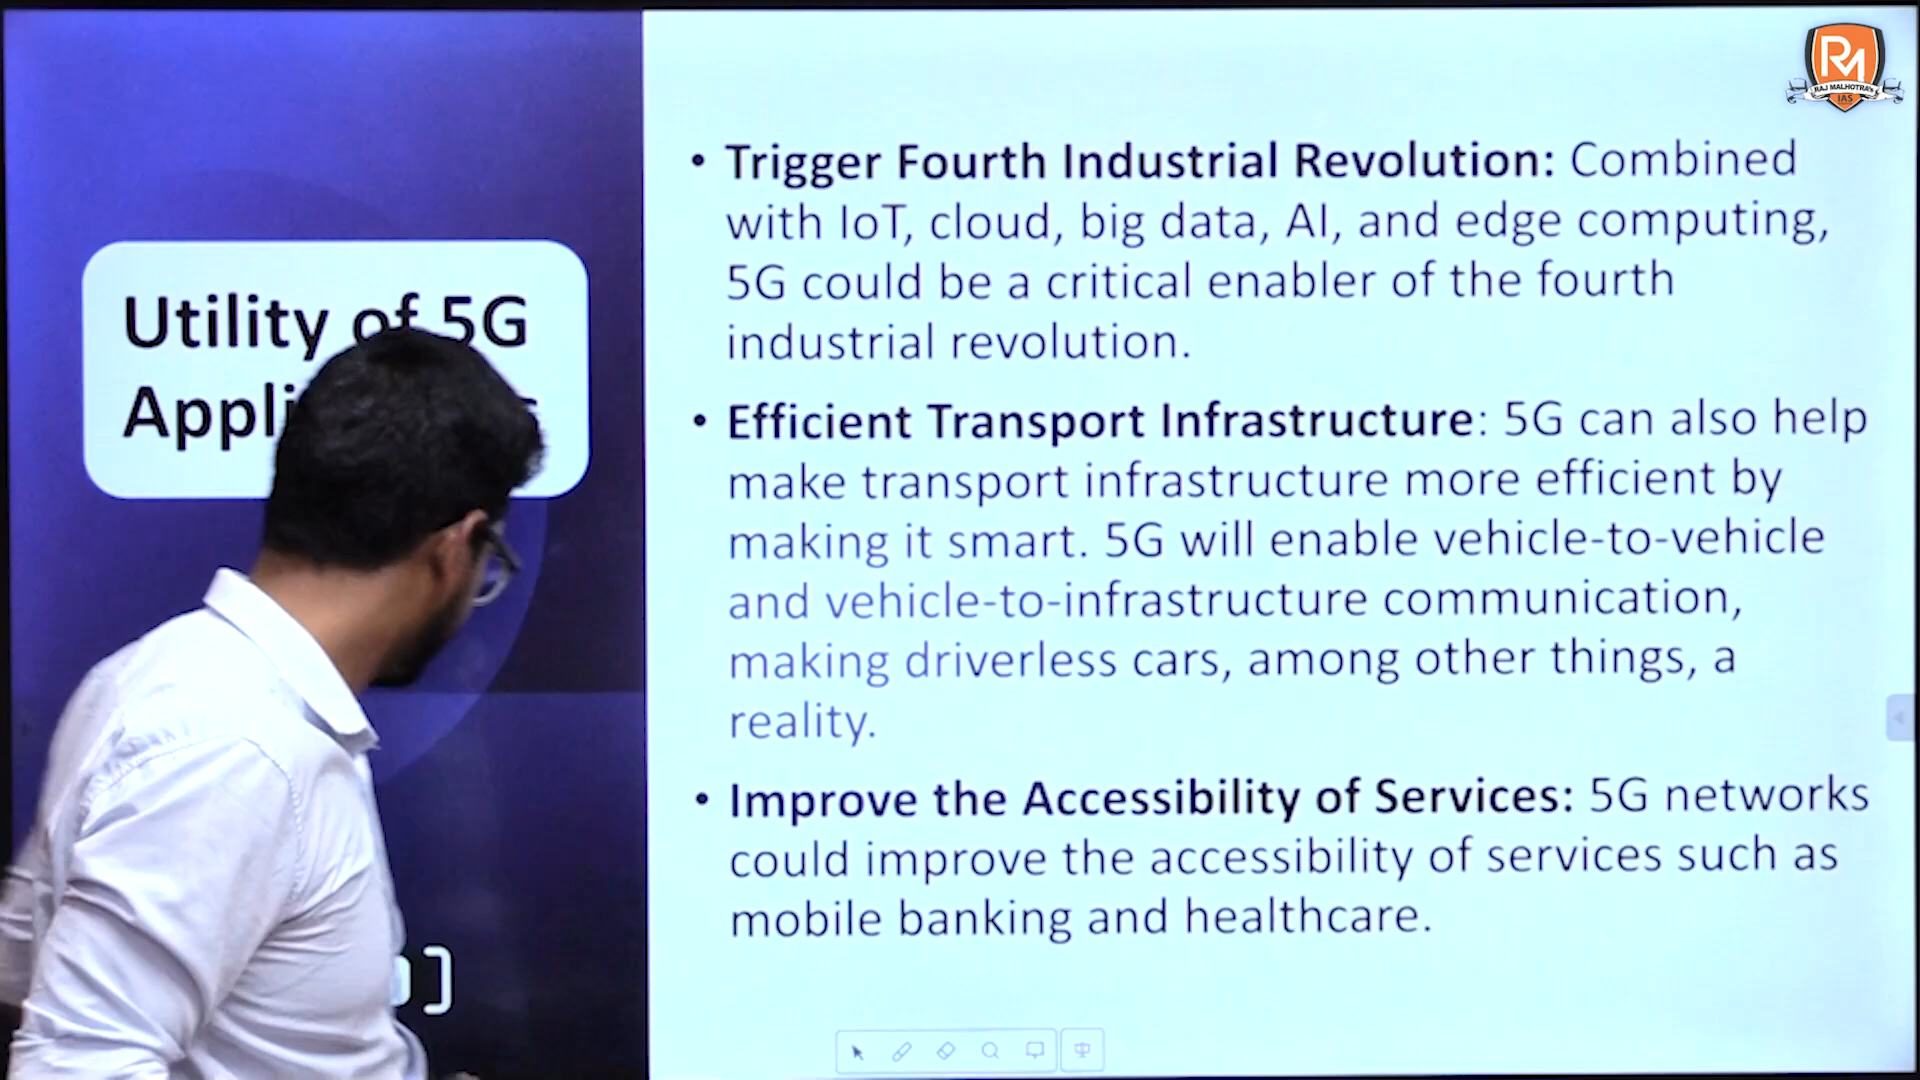 Utility of 5G
Appli
RM
RAJ MALHOTRA's
IAS
• Trigger Fourth Industrial Revolution: Combined
with IoT, cloud, big data, AI, and edge computing,
5G could be a critical enabler of the fourth
industrial revolution.
• Efficient Transport Infrastructure: 5G can also help
make transport infrastructure more efficient by
making it smart. 5G will enable vehicle-to-vehicle
and vehicle-to-infrastructure communication,
making driverless cars, among other things, a
reality.
• Improve the Accessibility of Services: 5G networks
could improve the accessibility of services such as
mobile banking and healthcare.